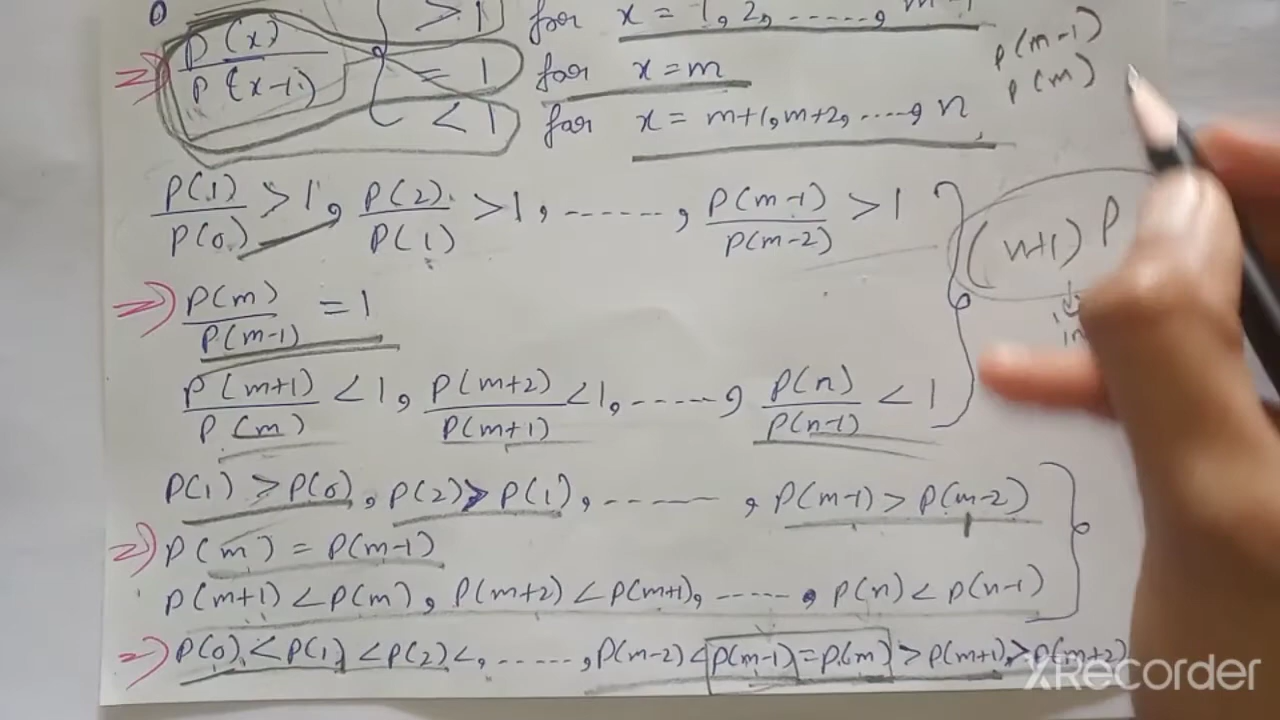 > 1 for x = 1, 2, ......, m-1
P(x) / P(x-1) = 1 for x = m
< 1 for x = m+1, m+2, ....., n
P(m-1)
P(m)
P(1)/P(0) > 1, P(2)/P(1) > 1, ......., P(m-1)/P(m-2) > 1
(n+1) P
P(m)/P(m-1) = 1
P(m+1)/P(m) < 1, P(m+2)/P(m+1) < 1, ......, P(n)/P(n-1) < 1
P(1) > P(0), P(2) > P(1), ......., P(m-1) > P(m-2)
P(m) = P(m-1)
P(m+1) < P(m), P(m+2) < P(m+1), ......, P(n) < P(n-1)
P(0) < P(1) < P(2) <, ......, P(m-2) < P(m-1) = P(m) > P(m+1) > P(m+2)
XRecorder